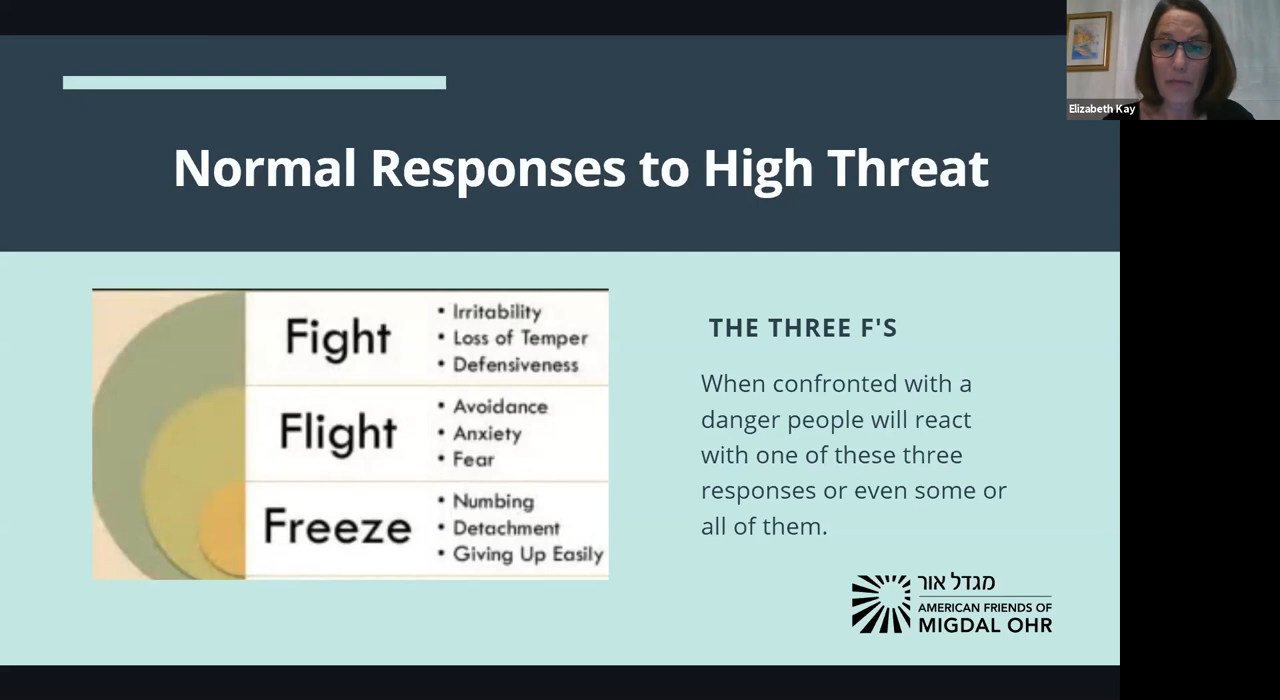 Elizabeth Kay
Normal Responses to High Threat
Fight
• Irritability
• Loss of Temper
• Defensiveness
Flight
• Avoidance
• Anxiety
• Fear
Freeze
• Numbing
• Detachment
• Giving Up Easily
THE THREE F'S
When confronted with a
danger people will react
with one of these three
responses or even some or
all of them.
מגדל אור
AMERICAN FRIENDS OF
MIGDAL OHR